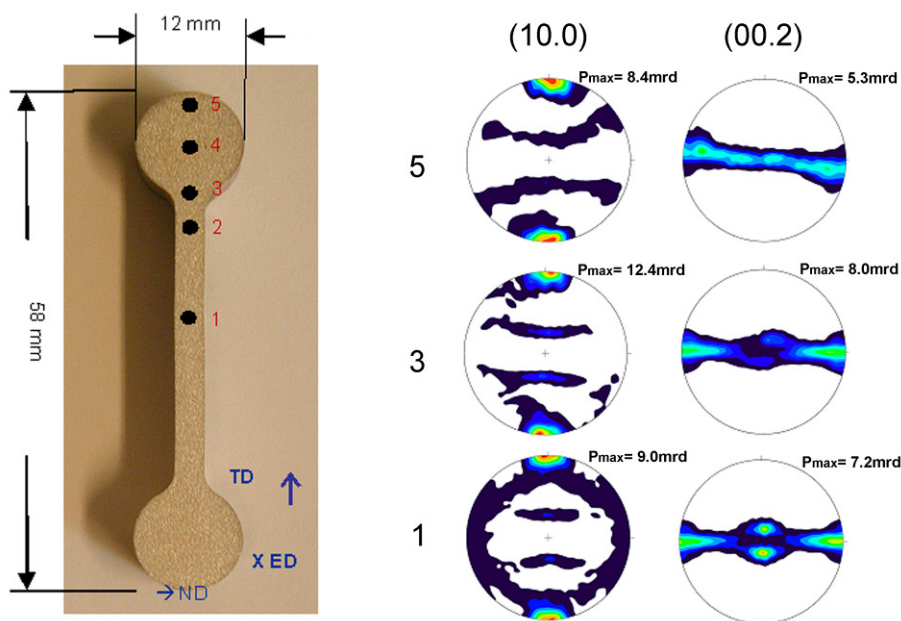 12 mm
58 mm
5
4
3
2
1
TD
X ED
ND
(10.0) (00.2)
5
Pmax= 8.4mrd
Pmax= 5.3mrd
3
Pmax= 12.4mrd
Pmax= 8.0mrd
1
Pmax= 9.0mrd
Pmax= 7.2mrd